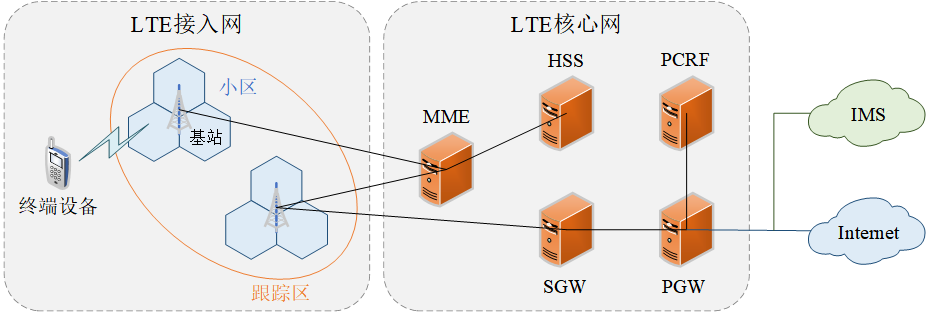 LTE接入网
LTE核心网
小区
基站
终端设备
跟踪区
MME
HSS
PCRF
SGW
PGW
IMS
Internet